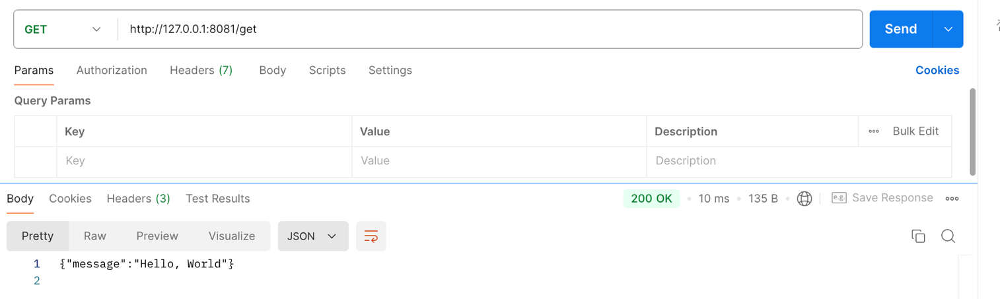 GET http://127.0.0.1:8081/get Send
Params Authorization Headers (7) Body Scripts Settings Cookies
Query Params
Key Value Description Bulk Edit
Key Value Description
Body Cookies Headers (3) Test Results 200 OK 10 ms 135 B e.g. Save Response
Pretty Raw Preview Visualize JSON
1 {"message":"Hello, World"}
2